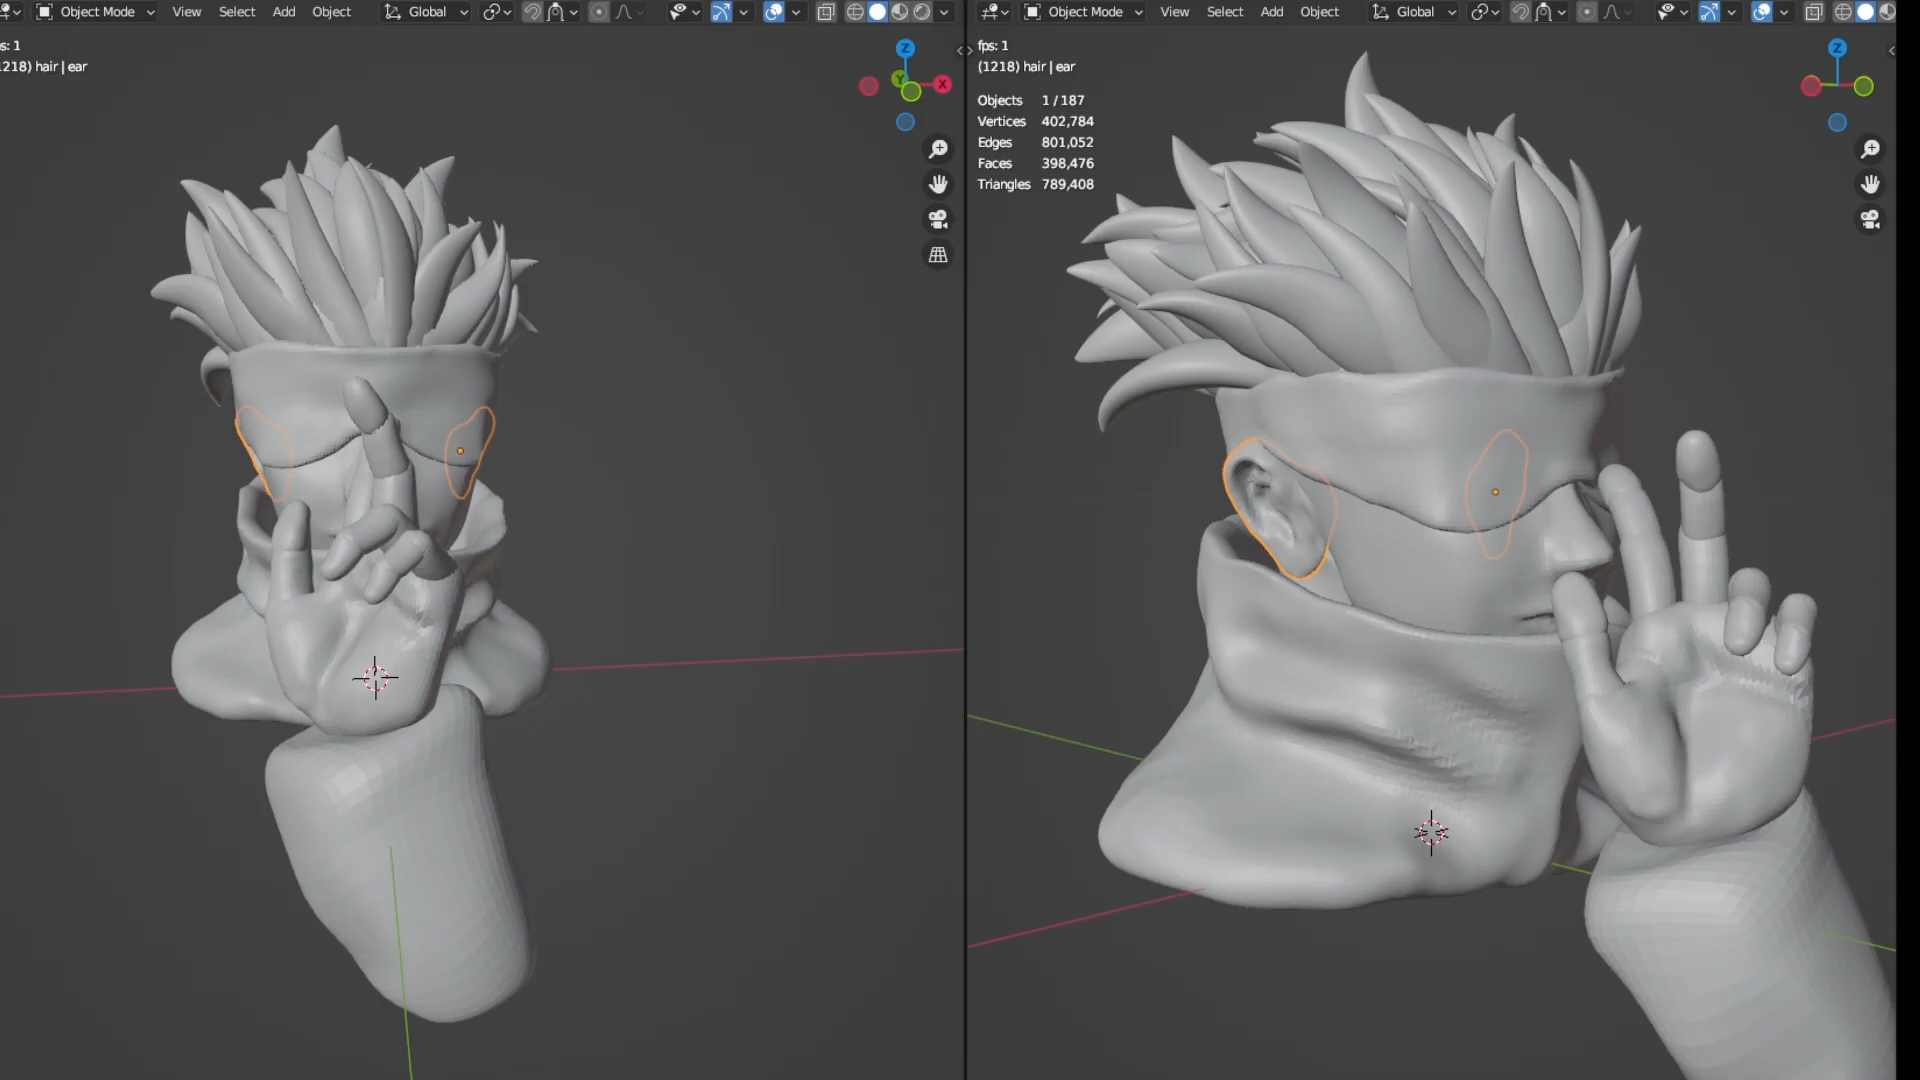 Object Mode View Select Add Object Global
s: 1
1218) hair | ear
Z
Y
X
Object Mode View Select Add Object Global
fps: 1
(1218) hair | ear
Objects 1 / 187
Vertices 402,784
Edges 801,052
Faces 398,476
Triangles 789,408
Z